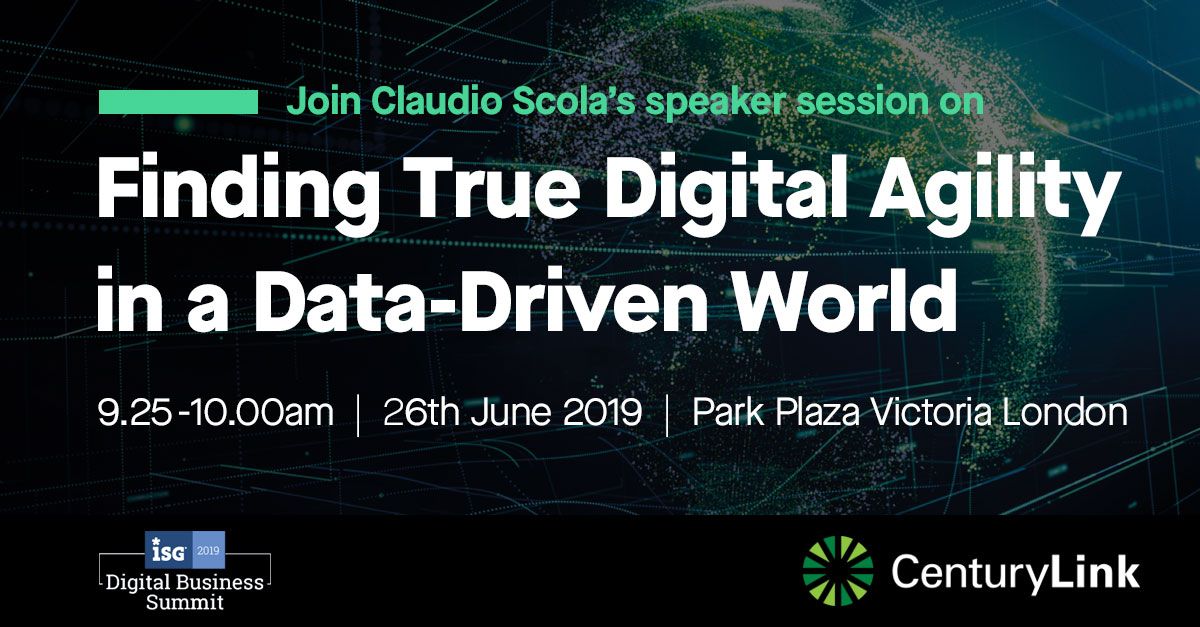 Join Claudio Scola's speaker session on
Finding True Digital Agility
in a Data-Driven World
9.25-10.00am | 26th June 2019 | Park Plaza Victoria London
isg 2019
Digital Business
Summit
CenturyLink